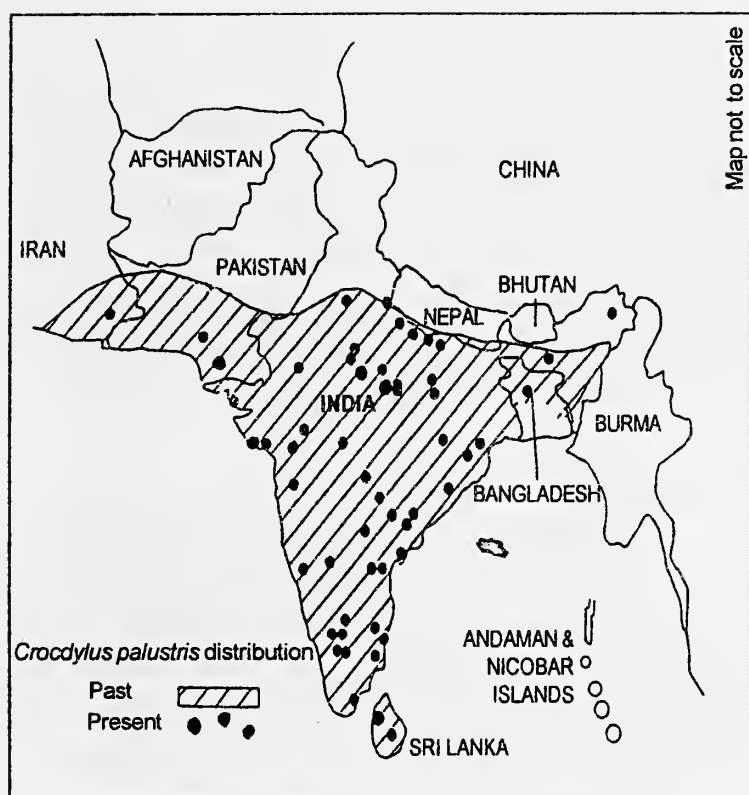 Map not to scale
AFGHANISTAN
CHINA
IRAN
PAKISTAN
BHUTAN
NEPAL
INDIA
BURMA
BANGLADESH
ANDAMAN &
NICOBAR
ISLANDS
Crocdylus palustris distribution
Past
Present
SRI LANKA